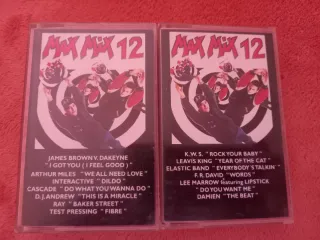 MAX MIX 12
JAMES BROWN V. DAKEYNE
" I GOT YOU ( I FEEL GOOD ) "
ARTHUR MILES " WE ALL NEED LOVE "
INTERACTIVE " DILDO "
CASCADE " DO WHAT YOU WANNA DO "
D.J. ANDREW " THIS IS A MIRACLE "
RAY " BAKER STREET "
TEST PRESSING " FIBRE "
MAX MIX 12
K.W.S. " ROCK YOUR BABY "
LEAVIS KING " YEAR OF THE CAT "
ELASTIC BAND " EVERYBODY STALKIN "
F.R. DAVID " WORDS "
LEE MARROW featuring LIPSTICK
" DO YOU WANT ME "
DAMIEN " THE BEAT "